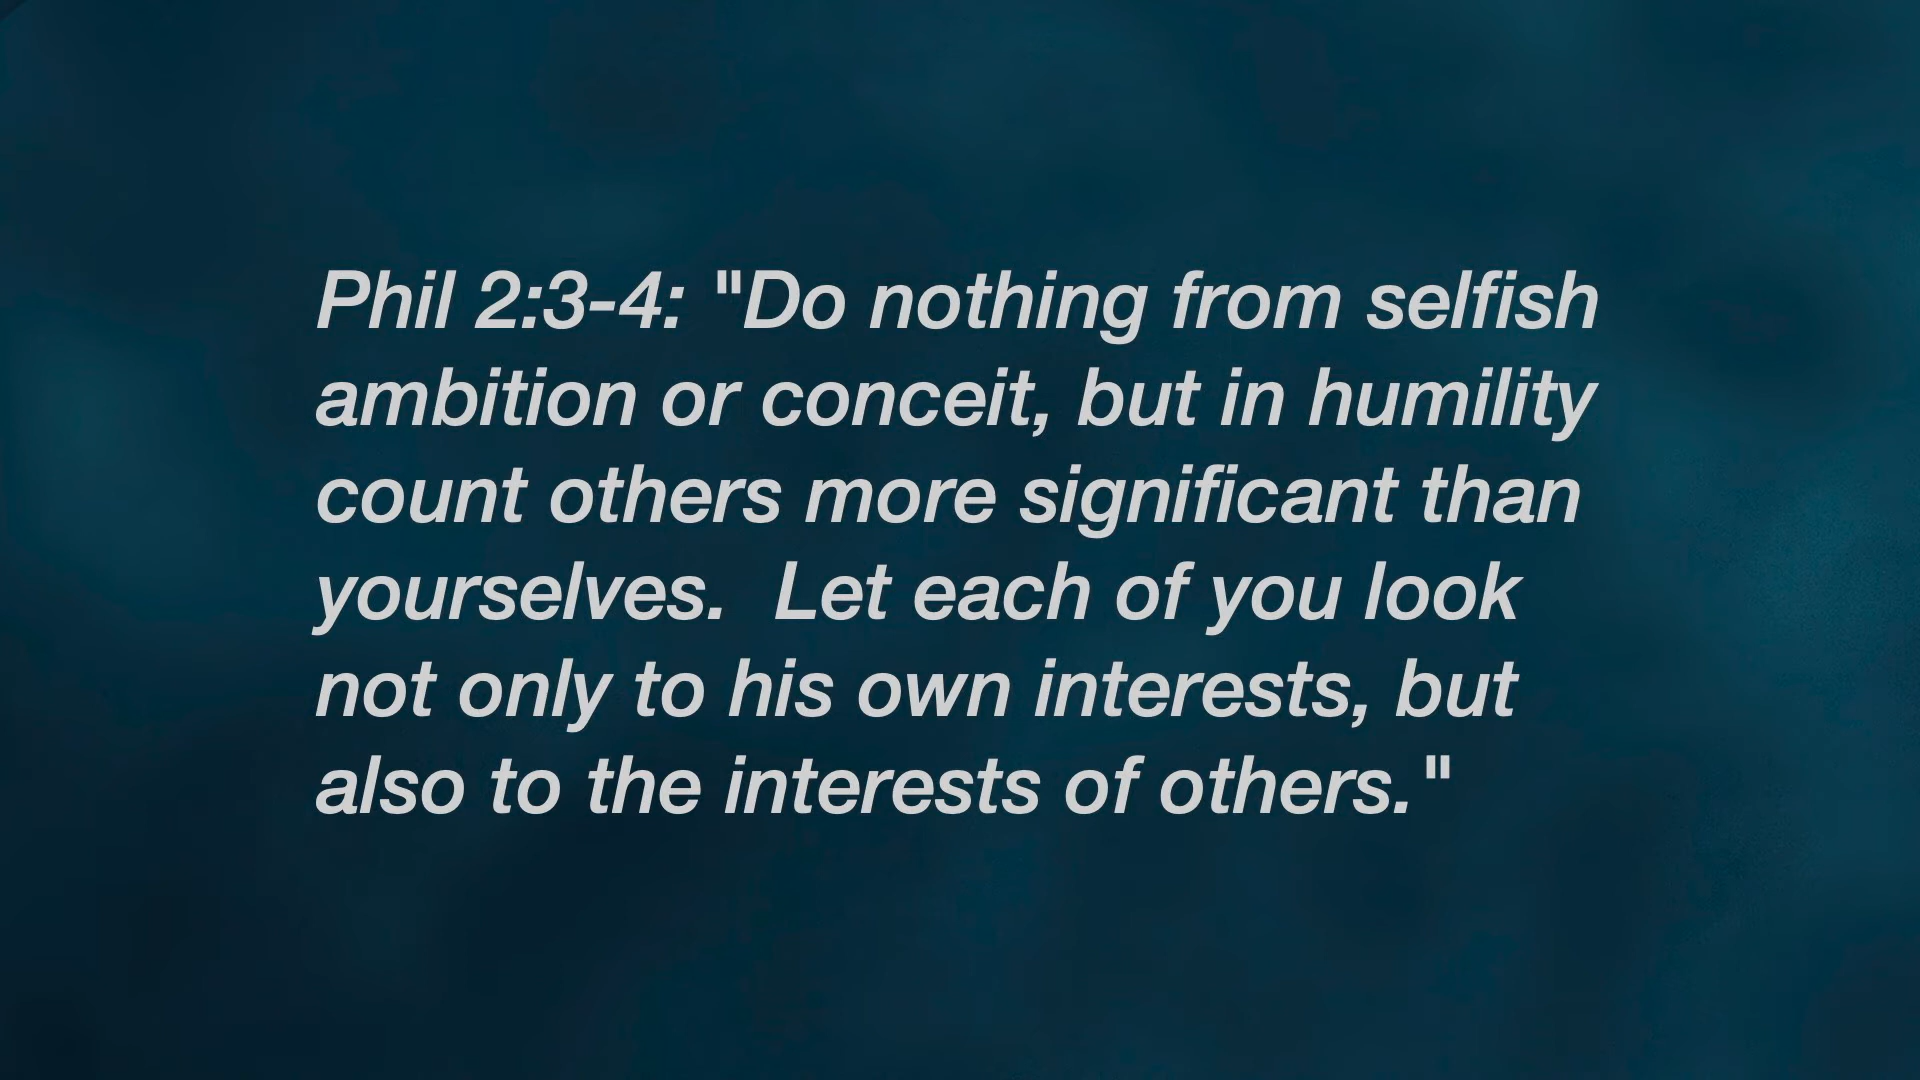 Phil 2:3-4: "Do nothing from selfish
ambition or conceit, but in humility
count others more significant than
yourselves.  Let each of you look
not only to his own interests, but
also to the interests of others."